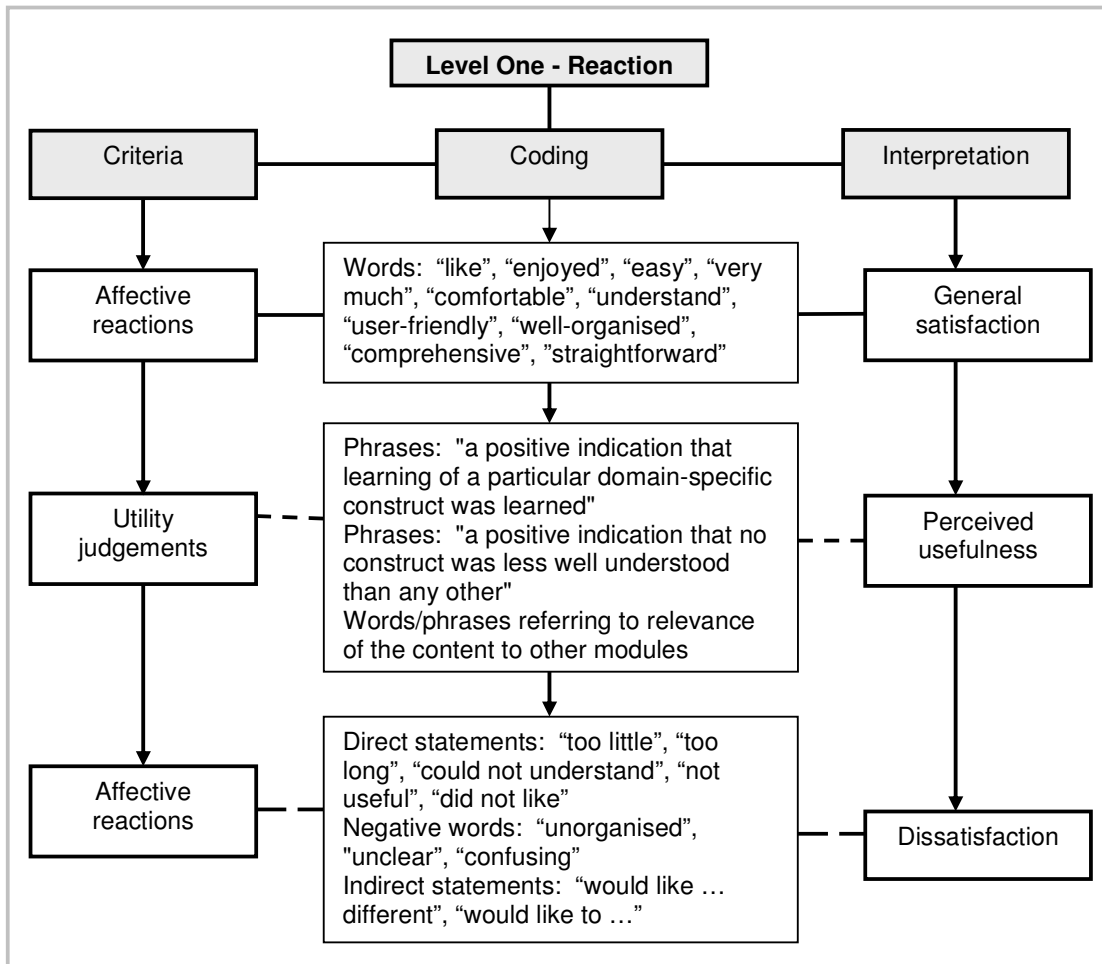 Level One - Reaction
Criteria
Coding
Interpretation
Affective
reactions
Words:  “like”, “enjoyed”, “easy”, “very
much”, “comfortable”, “understand”,
“user-friendly”, “well-organised”,
“comprehensive”, ”straightforward”
General
satisfaction
Utility
judgements
Phrases:  "a positive indication that
learning of a particular domain-specific
construct was learned"
Phrases:  "a positive indication that no
construct was less well understood
than any other"
Words/phrases referring to relevance
of the content to other modules
Perceived
usefulness
Affective
reactions
Direct statements:  “too little”, “too
long”, “could not understand”, “not
useful”, “did not like”
Negative words:  “unorganised”,
"unclear”, “confusing”
Indirect statements:  “would like …
different”, “would like to …”
Dissatisfaction